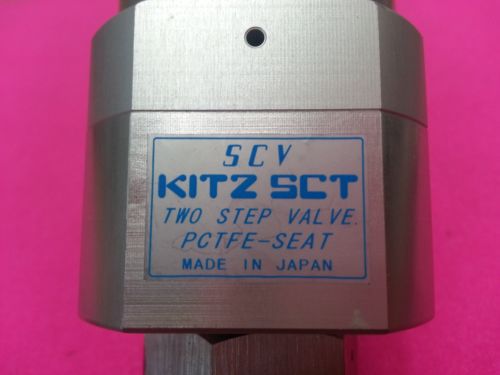 SCV
KITZ SCT
TWO STEP VALVE.
PCTFE-SEAT
MADE IN JAPAN